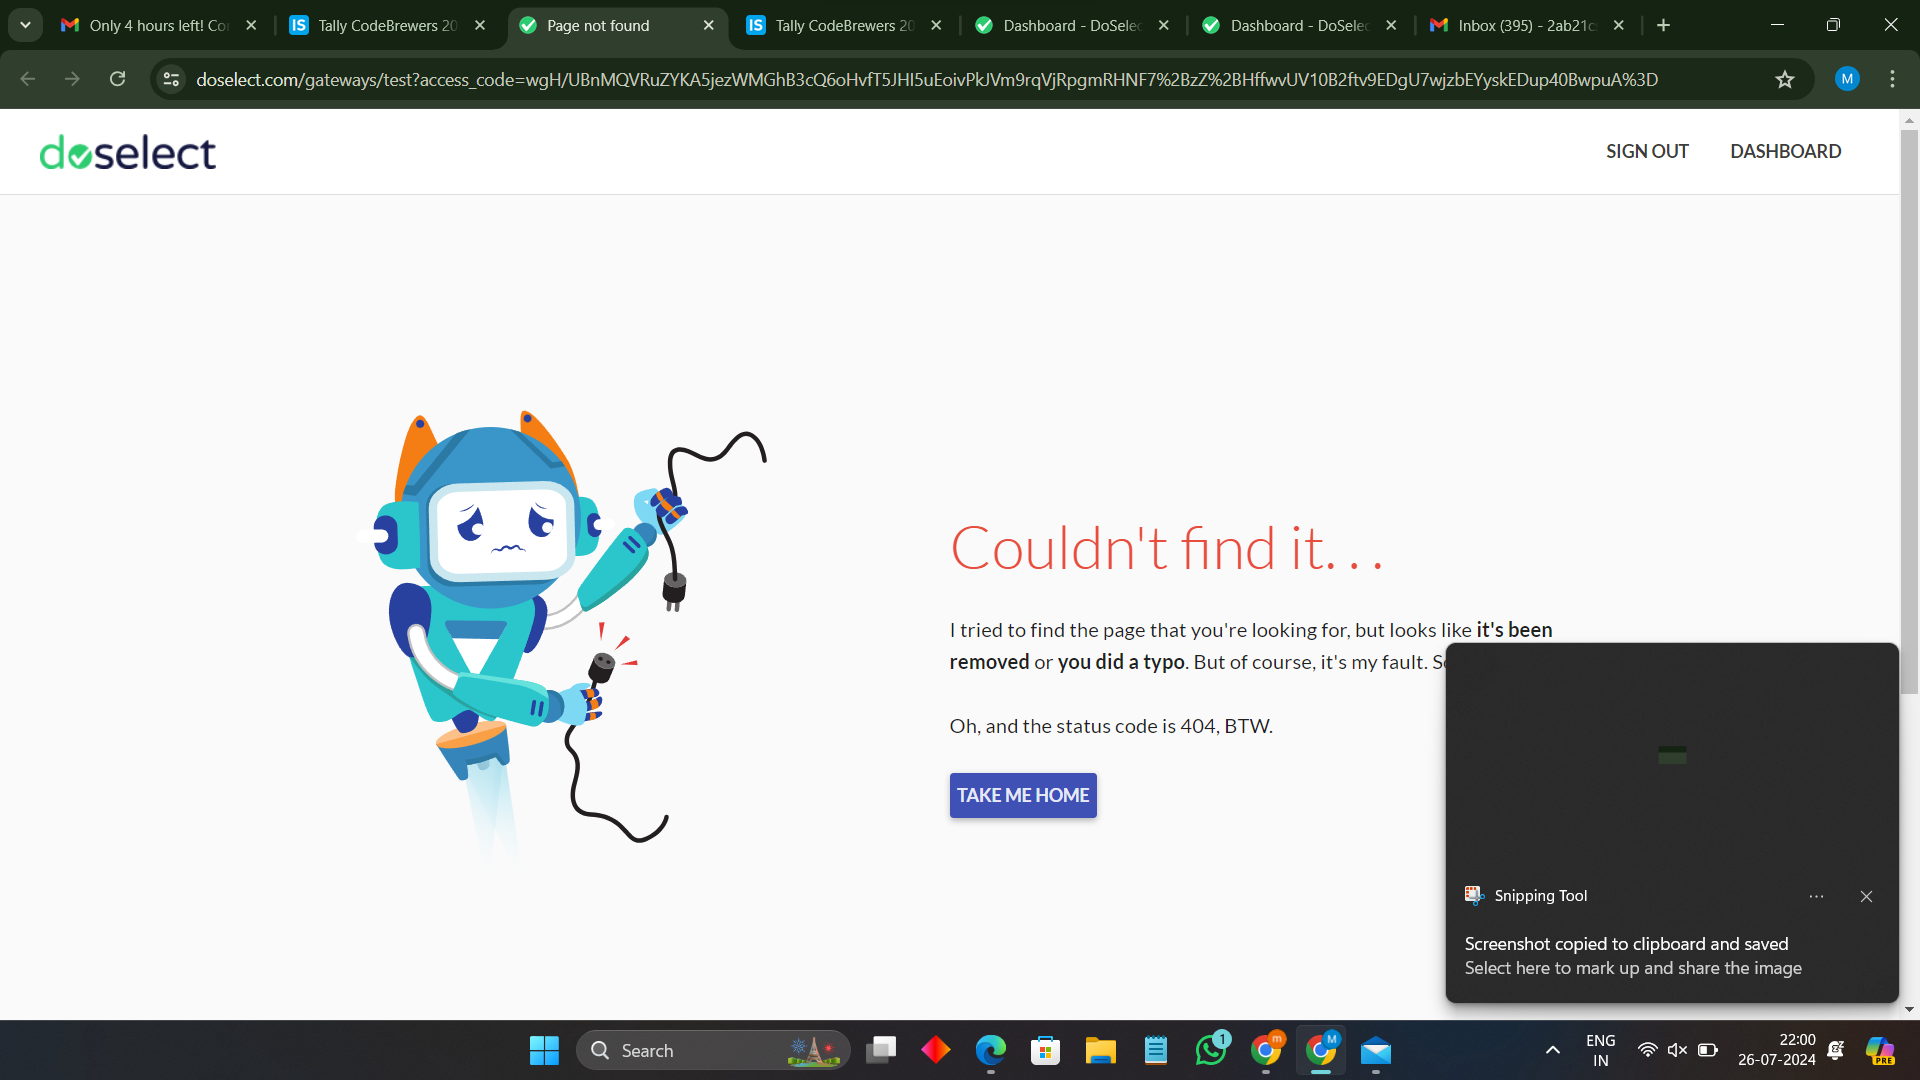 Only 4 hours left! Co
Tally CodeBrewers 20
Page not found
Tally CodeBrewers 20
Dashboard - DoSelec
Dashboard - DoSelec
Inbox (395) - 2ab21c
doselect.com/gateways/test?access_code=wgH/UBnMQVRuZYKA5jezWMGhB3cQ6oHvfT5JHI5uEoivPkJVm9rqVjRpgmRHNF7%2BzZ%2BHffwvUV10B2ftv9EDgU7wjzbEYyskEDup40BwpuA%3D
M
doselect
SIGN OUT
DASHBOARD
Couldn't find it. . .
I tried to find the page that you're looking for, but looks like it's been
removed or you did a typo. But of course, it's my fault.
Oh, and the status code is 404, BTW.
TAKE ME HOME
Snipping Tool
Screenshot copied to clipboard and saved
Select here to mark up and share the image
Search
1
m
M
ENG
IN
22:00
26-07-2024
PRE